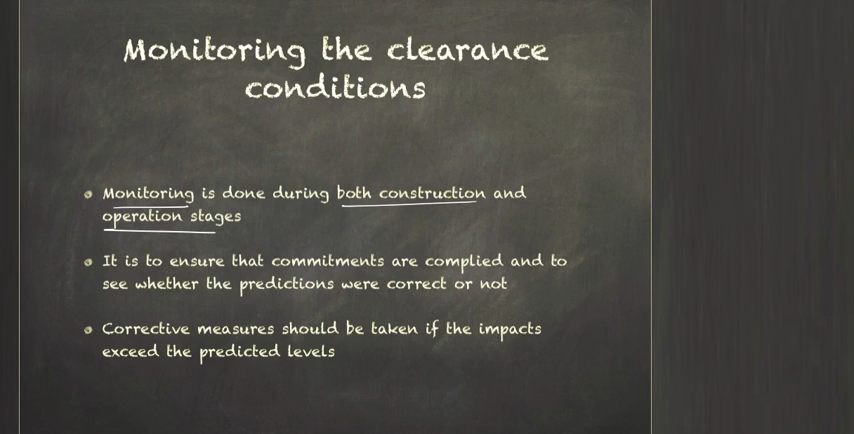 Monitoring the clearance
conditions
Monitoring is done during both construction and
operation stages
It is to ensure that commitments are complied and to
see whether the predictions were correct or not
Corrective measures should be taken if the impacts
exceed the predicted levels